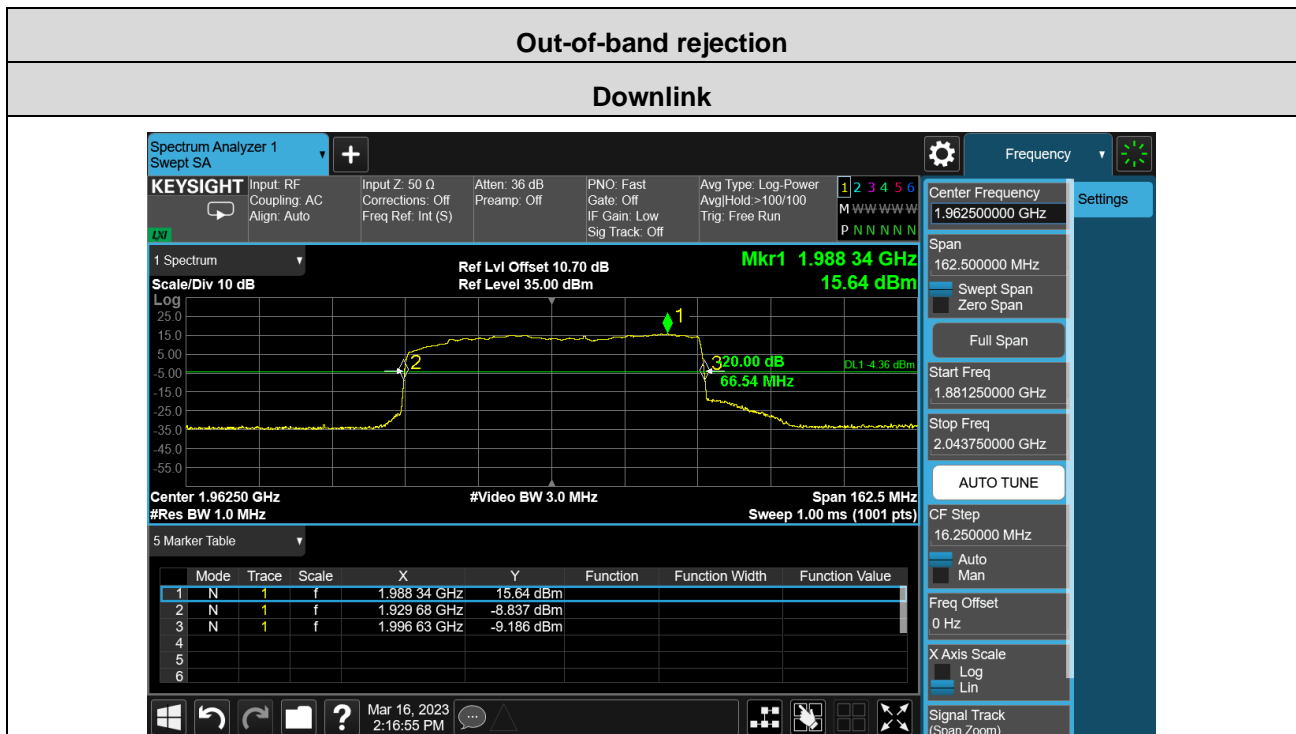 Out-of-band rejection
Downlink
Spectrum Analyzer 1
Swept SA
Frequency
KEYSIGHT
LXI
Input: RF
Coupling: AC
Align: Auto
Input Z: 50 Ω
Corrections: Off
Freq Ref: Int (S)
Atten: 36 dB
Preamp: Off
PNO: Fast
Gate: Off
IF Gain: Low
Sig Track: Off
Avg Type: Log-Power
Avg|Hold:>100/100
Trig: Free Run
1 2 3 4 5 6
M W W W W W
P N N N N N
1 Spectrum
Scale/Div 10 dB
Ref Lvl Offset 10.70 dB
Ref Level 35.00 dBm
Mkr1 1.988 34 GHz
15.64 dBm
Log
25.0
15.0
5.00
-5.00
-15.0
-25.0
-35.0
-45.0
-55.0
1
2
3
20.00 dB
66.54 MHz
DL1 -4.36 dBm
Center 1.96250 GHz
#Video BW 3.0 MHz
Span 162.5 MHz
#Res BW 1.0 MHz
Sweep 1.00 ms (1001 pts)
5 Marker Table
Mode Trace Scale X Y Function Function Width Function Value
1 N 1 f 1.988 34 GHz 15.64 dBm
2 N 1 f 1.929 68 GHz -8.837 dBm
3 N 1 f 1.996 63 GHz -9.186 dBm
4
5
6
Mar 16, 2023
2:16:55 PM
Settings
Center Frequency
1.962500000 GHz
Span
162.500000 MHz
Swept Span
Zero Span
Full Span
Start Freq
1.881250000 GHz
Stop Freq
2.043750000 GHz
AUTO TUNE
CF Step
16.250000 MHz
Auto
Man
Freq Offset
0 Hz
X Axis Scale
Log
Lin
Signal Track
(Span Zoom)